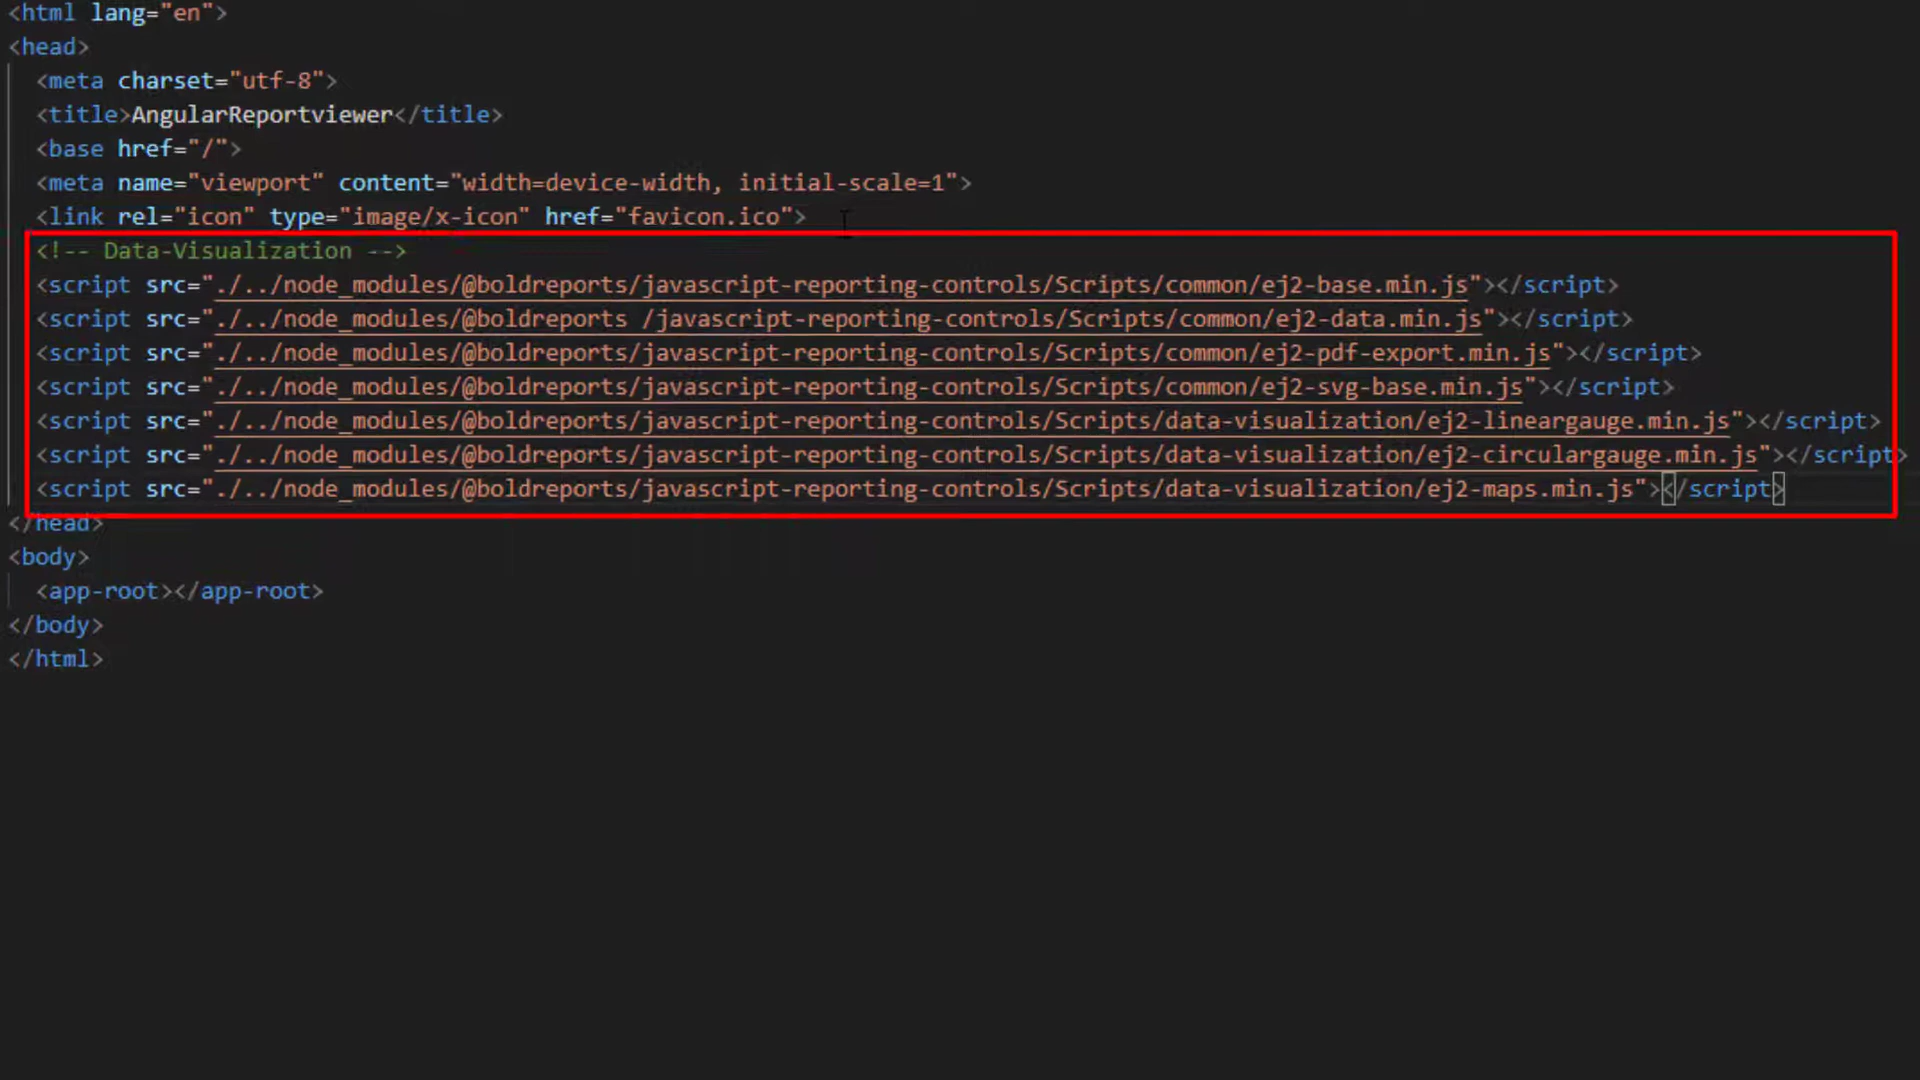 <html lang="en">
<head>
<meta charset="utf-8">
<title>AngularReportviewer</title>
<base href="/">
<meta name="viewport" content="width=device-width, initial-scale=1">
<link rel="icon" type="image/x-icon" href="favicon.ico">
<!-- Data-Visualization -->
<script src="./../node_modules/@boldreports/javascript-reporting-controls/Scripts/common/ej2-base.min.js"></script>
<script src="./../node_modules/@boldreports /javascript-reporting-controls/Scripts/common/ej2-data.min.js"></script>
<script src="./../node_modules/@boldreports/javascript-reporting-controls/Scripts/common/ej2-pdf-export.min.js"></script>
<script src="./../node_modules/@boldreports/javascript-reporting-controls/Scripts/common/ej2-svg-base.min.js"></script>
<script src="./../node_modules/@boldreports/javascript-reporting-controls/Scripts/data-visualization/ej2-lineargauge.min.js"></script>
<script src="./../node_modules/@boldreports/javascript-reporting-controls/Scripts/data-visualization/ej2-circulargauge.min.js"></script>
<script src="./../node_modules/@boldreports/javascript-reporting-controls/Scripts/data-visualization/ej2-maps.min.js"></script>
</head>
<body>
<app-root></app-root>
</body>
</html>